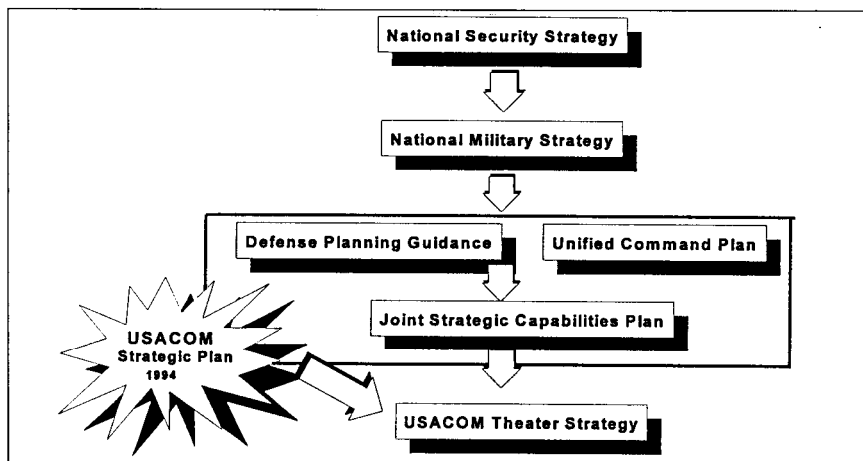 National Security Strategy
National Military Strategy
Defense Planning Guidance
Unified Command Plan
Joint Strategic Capabilities Plan
USACOM
Strategic Plan
1994
USACOM Theater Strategy